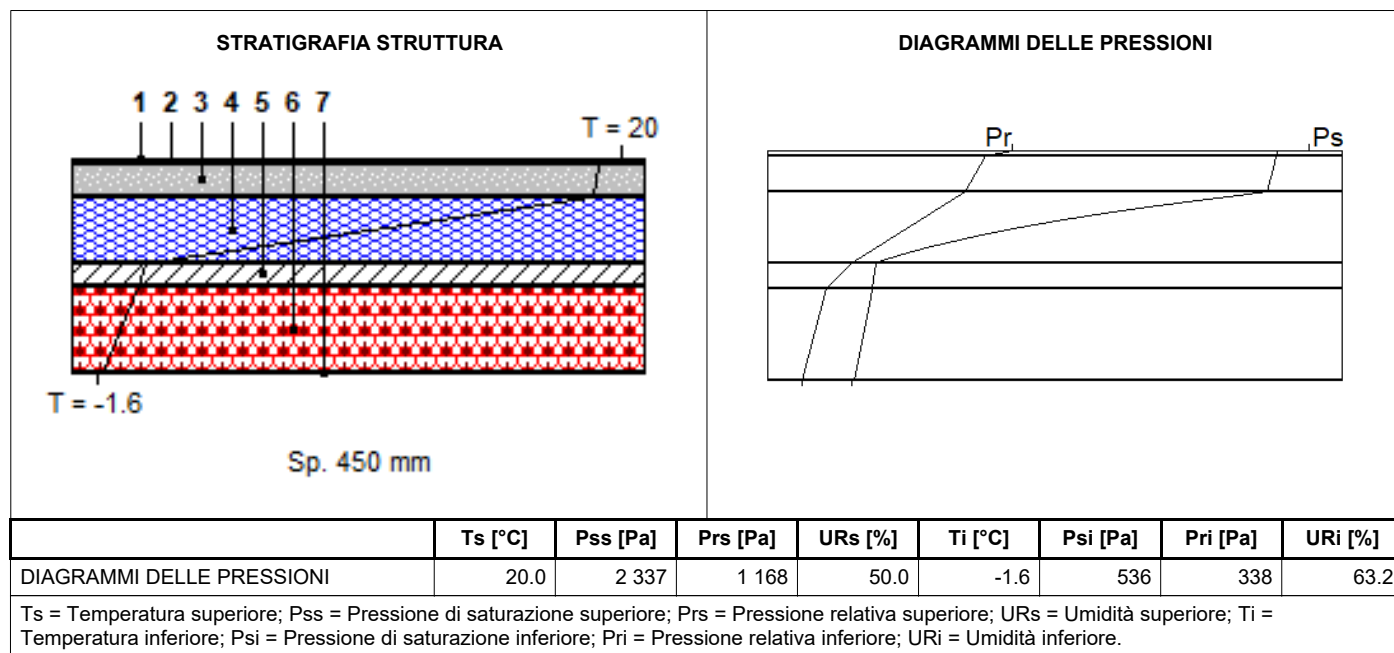 STRATIGRAFIA STRUTTURA
1 2 3 4 5 6 7
T = 20
T = -1.6
Sp. 450 mm
DIAGRAMMI DELLE PRESSIONI
Pr
Ps
Ts [°C] Pss [Pa] Prs [Pa] URs [%] Ti [°C] Psi [Pa] Pri [Pa] URi [%]
DIAGRAMMI DELLE PRESSIONI 20.0 2 337 1 168 50.0 -1.6 536 338 63.2
Ts = Temperatura superiore; Pss = Pressione di saturazione superiore; Prs = Pressione relativa superiore; URs = Umidità superiore; Ti =
Temperatura inferiore; Psi = Pressione di saturazione inferiore; Pri = Pressione relativa inferiore; URi = Umidità inferiore.